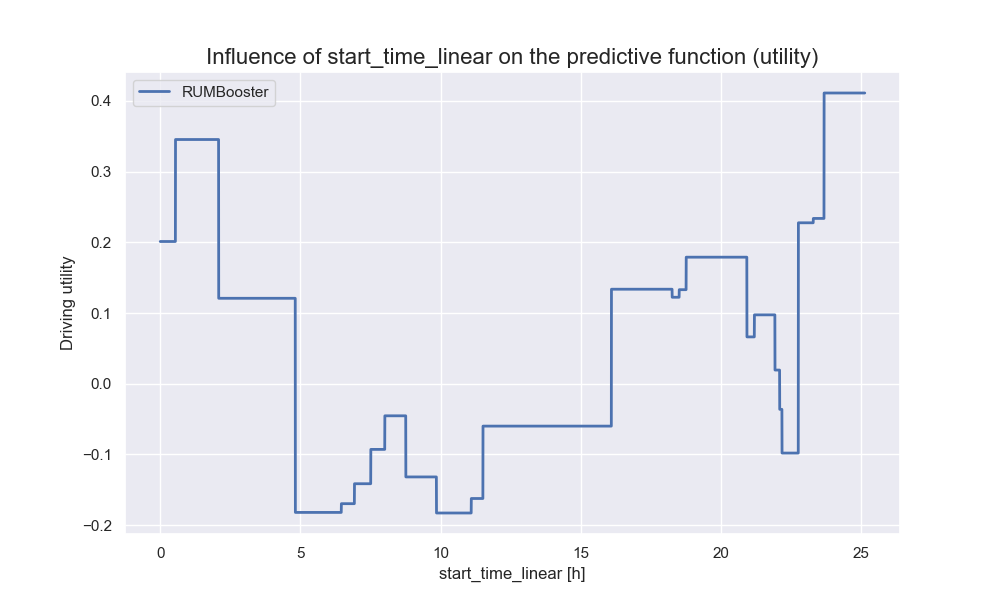 Influence of start_time_linear on the predictive function (utility)
RUMBooster
0.4
0.3
0.2
0.1
0.0
−0.1
−0.2
Driving utility
0 5 10 15 20 25
start_time_linear [h]